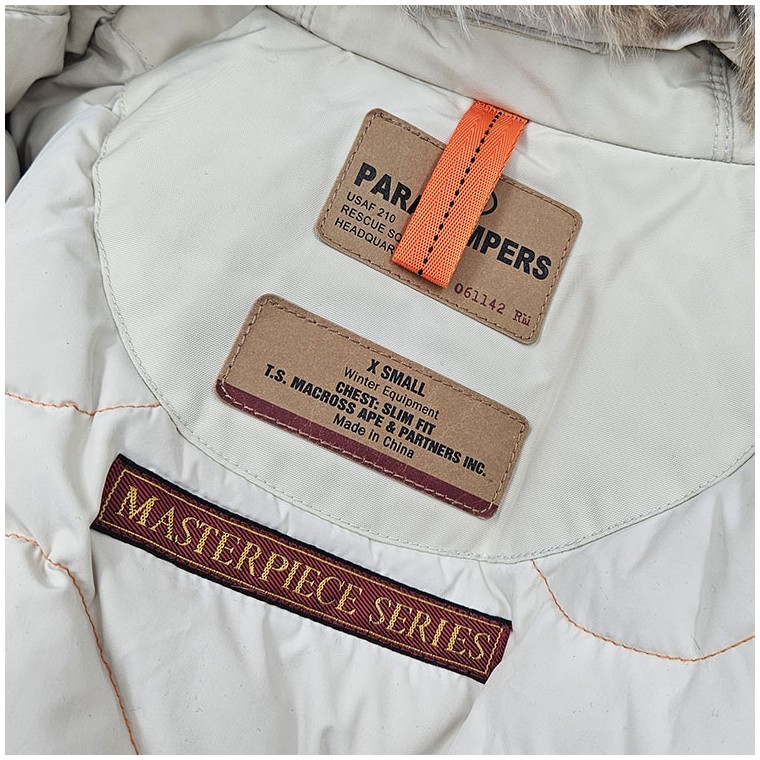 PARA MPERS
USAF 210
RESCUE SQ
HEADQUAR
061142 RW
X SMALL
Winter Equipment
CHEST: SLIM FIT
T.S. MACROSS APE & PARTNERS INC.
Made in China
MASTERPIECE SERIES